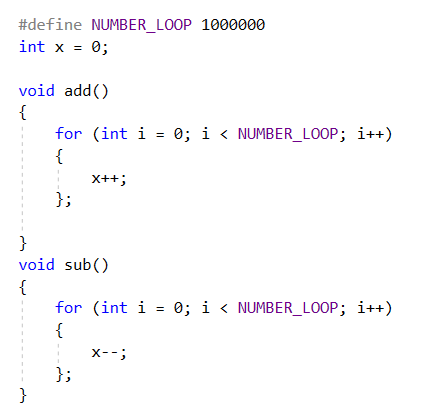 #define NUMBER_LOOP 1000000
int x = 0;
void add()
{
for (int i = 0; i < NUMBER_LOOP; i++)
{
x++;
};
}
void sub()
{
for (int i = 0; i < NUMBER_LOOP; i++)
{
x--;
};
}